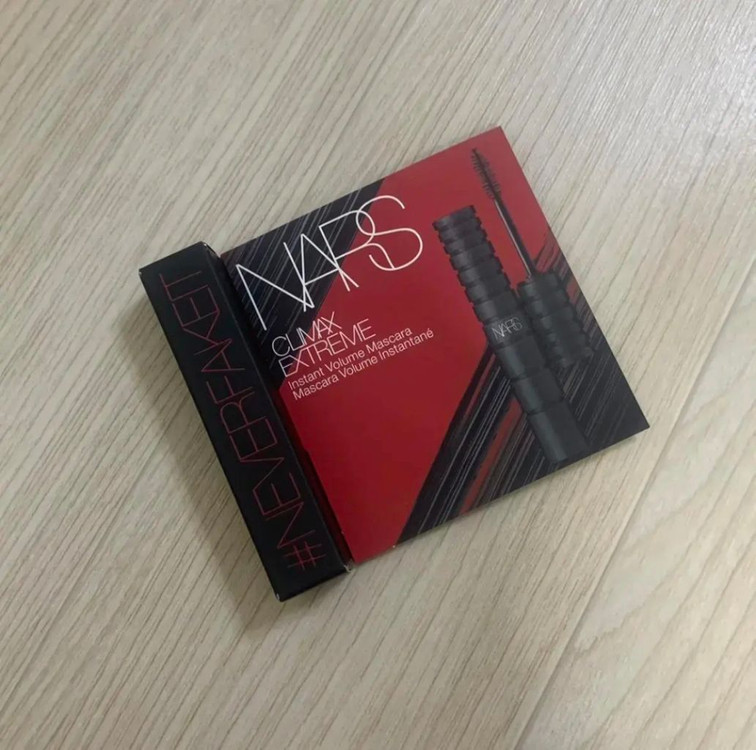 NARS
CLIMAX
EXTREME
Instant Volume Mascara
Mascara Volume Instantané
NARS
#NEVERFAKEIT